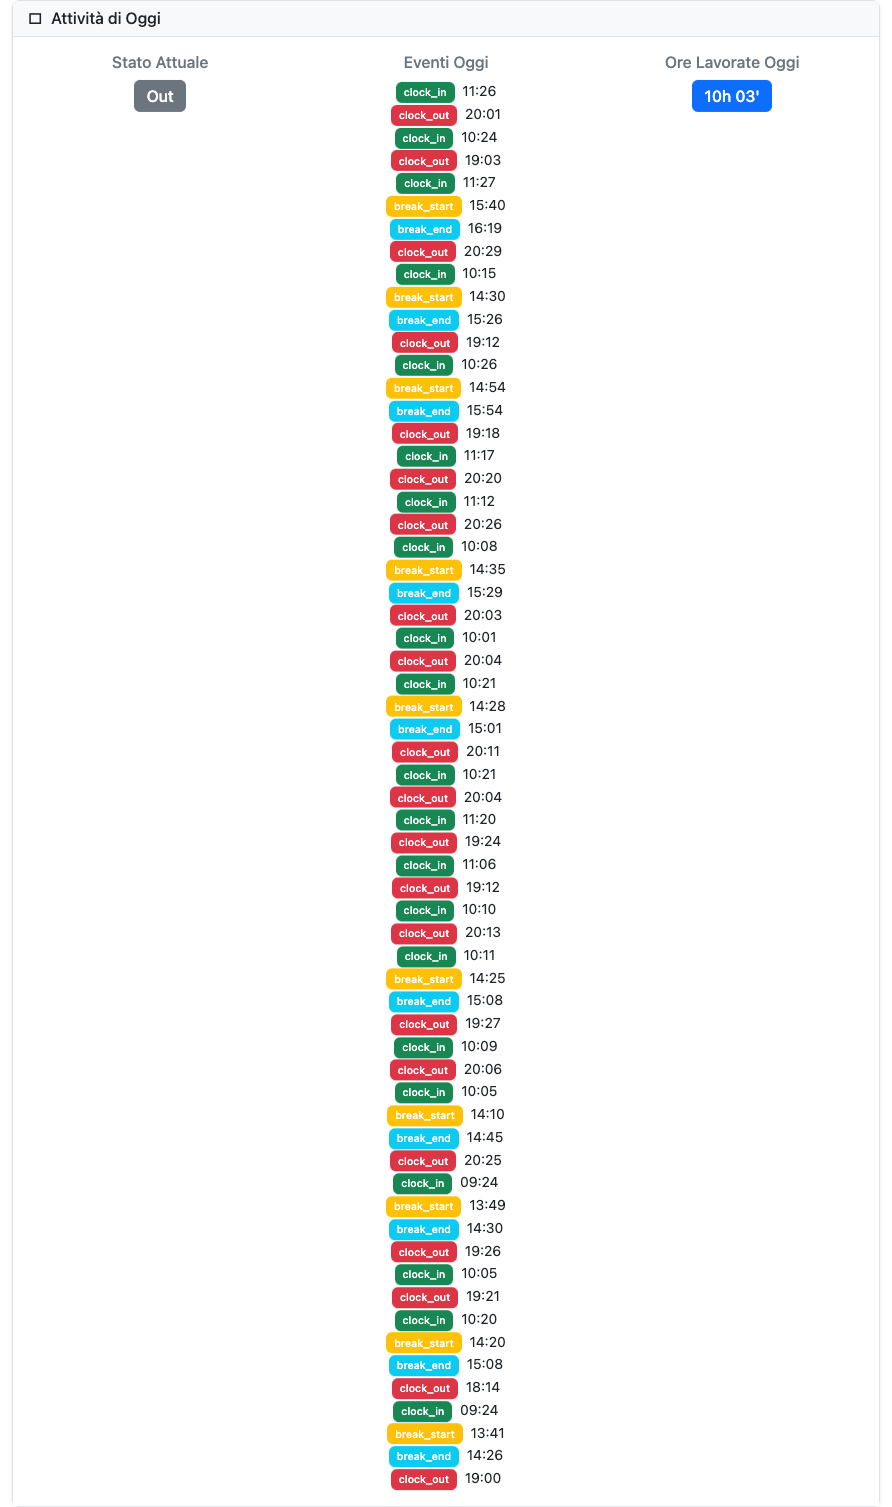 Attività di Oggi
Stato Attuale
Out
Eventi Oggi
clock_in 11:26
clock_out 20:01
clock_in 10:24
clock_out 19:03
clock_in 11:27
break_start 15:40
break_end 16:19
clock_out 20:29
clock_in 10:15
break_start 14:30
break_end 15:26
clock_out 19:12
clock_in 10:26
break_start 14:54
break_end 15:54
clock_out 19:18
clock_in 11:17
clock_out 20:20
clock_in 11:12
clock_out 20:26
clock_in 10:08
break_start 14:35
break_end 15:29
clock_out 20:03
clock_in 10:01
clock_out 20:04
clock_in 10:21
break_start 14:28
break_end 15:01
clock_out 20:11
clock_in 10:21
clock_out 20:04
clock_in 11:20
clock_out 19:24
clock_in 11:06
clock_out 19:12
clock_in 10:10
clock_out 20:13
clock_in 10:11
break_start 14:25
break_end 15:08
clock_out 19:27
clock_in 10:09
clock_out 20:06
clock_in 10:05
break_start 14:10
break_end 14:45
clock_out 20:25
clock_in 09:24
break_start 13:49
break_end 14:30
clock_out 19:26
clock_in 10:05
clock_out 19:21
clock_in 10:20
break_start 14:20
break_end 15:08
clock_out 18:14
clock_in 09:24
break_start 13:41
break_end 14:26
clock_out 19:00
Ore Lavorate Oggi
10h 03'